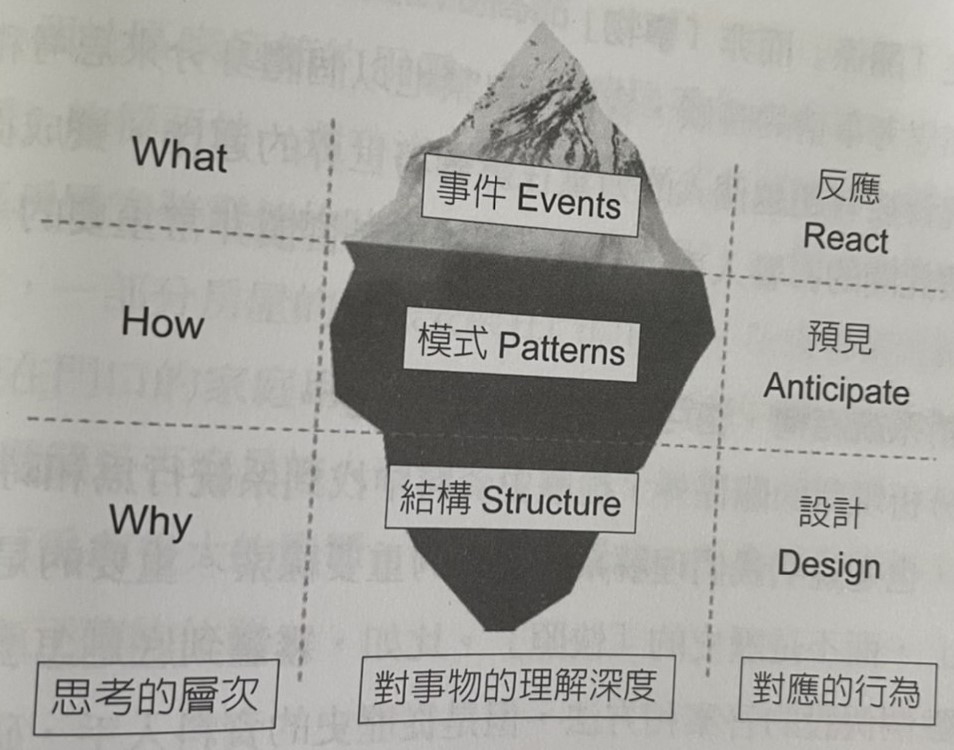 What
事件 Events
反應
React
How
模式 Patterns
預見
Anticipate
Why
結構 Structure
設計
Design
思考的層次
對事物的理解深度
對應的行為